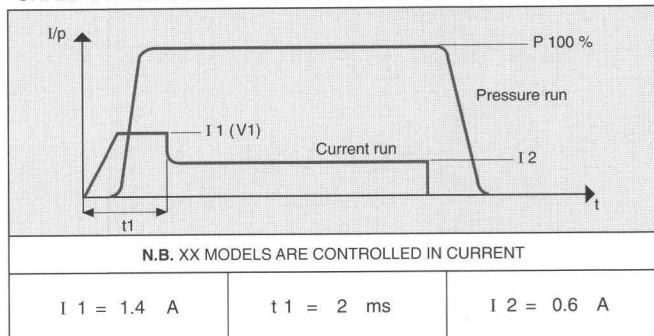 I/p
P 100 %
Pressure run
I 1 (V1)
Current run
I 2
t
t1
N.B. XX MODELS ARE CONTROLLED IN CURRENT
I 1 = 1.4 A
t 1 = 2 ms
I 2 = 0.6 A